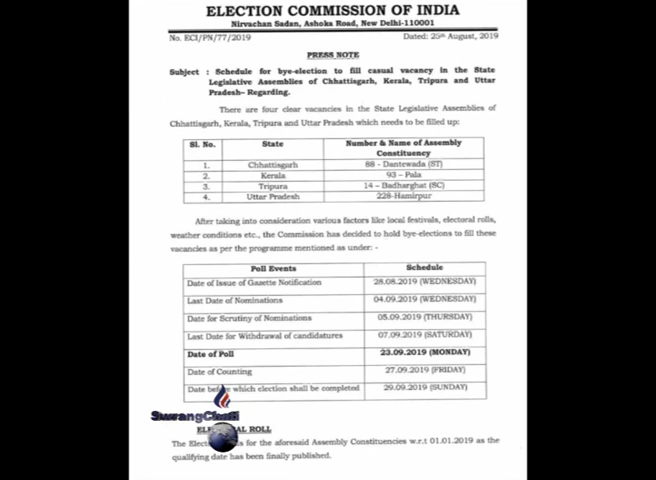 ELECTION COMMISSION OF INDIA
Nirvachan Sadan, Ashoka Road, New Delhi-110001
No. ECI/PN/77/2019 Dated: 25th August, 2019
PRESS NOTE
Subject : Schedule for bye-election to fill casual vacancy in the State
Legislative Assemblies of Chhattisgarh, Kerala, Tripura and Uttar
Pradesh- Regarding.
There are four clear vacancies in the State Legislative Assemblies of
Chhattisgarh, Kerala, Tripura and Uttar Pradesh which needs to be filled up:
Sl. No. State Number & Name of Assembly
Constituency
1. Chhattisgarh 88 - Dantewada (ST)
2. Kerala 93 - Pala
3. Tripura 14 - Badharghat (SC)
4. Uttar Pradesh 228-Hamirpur
After taking into consideration various factors like local festivals, electoral rolls,
weather conditions etc., the Commission has decided to hold bye-elections to fill these
vacancies as per the programme mentioned as under: -
Poll Events Schedule
Date of Issue of Gazette Notification 28.08.2019 (WEDNESDAY)
Last Date of Nominations 04.09.2019 (WEDNESDAY)
Date for Scrutiny of Nominations 05.09.2019 (THURSDAY)
Last Date for Withdrawal of candidatures 07.09.2019 (SATURDAY)
Date of Poll 23.09.2019 (MONDAY)
Date of Counting 27.09.2019 (FRIDAY)
Date before which election shall be completed 29.09.2019 (SUNDAY)
ROLL
The for the aforesaid Assembly Constituencies w.r.t 01.01.2019 as the
qualifying date has been finally published.